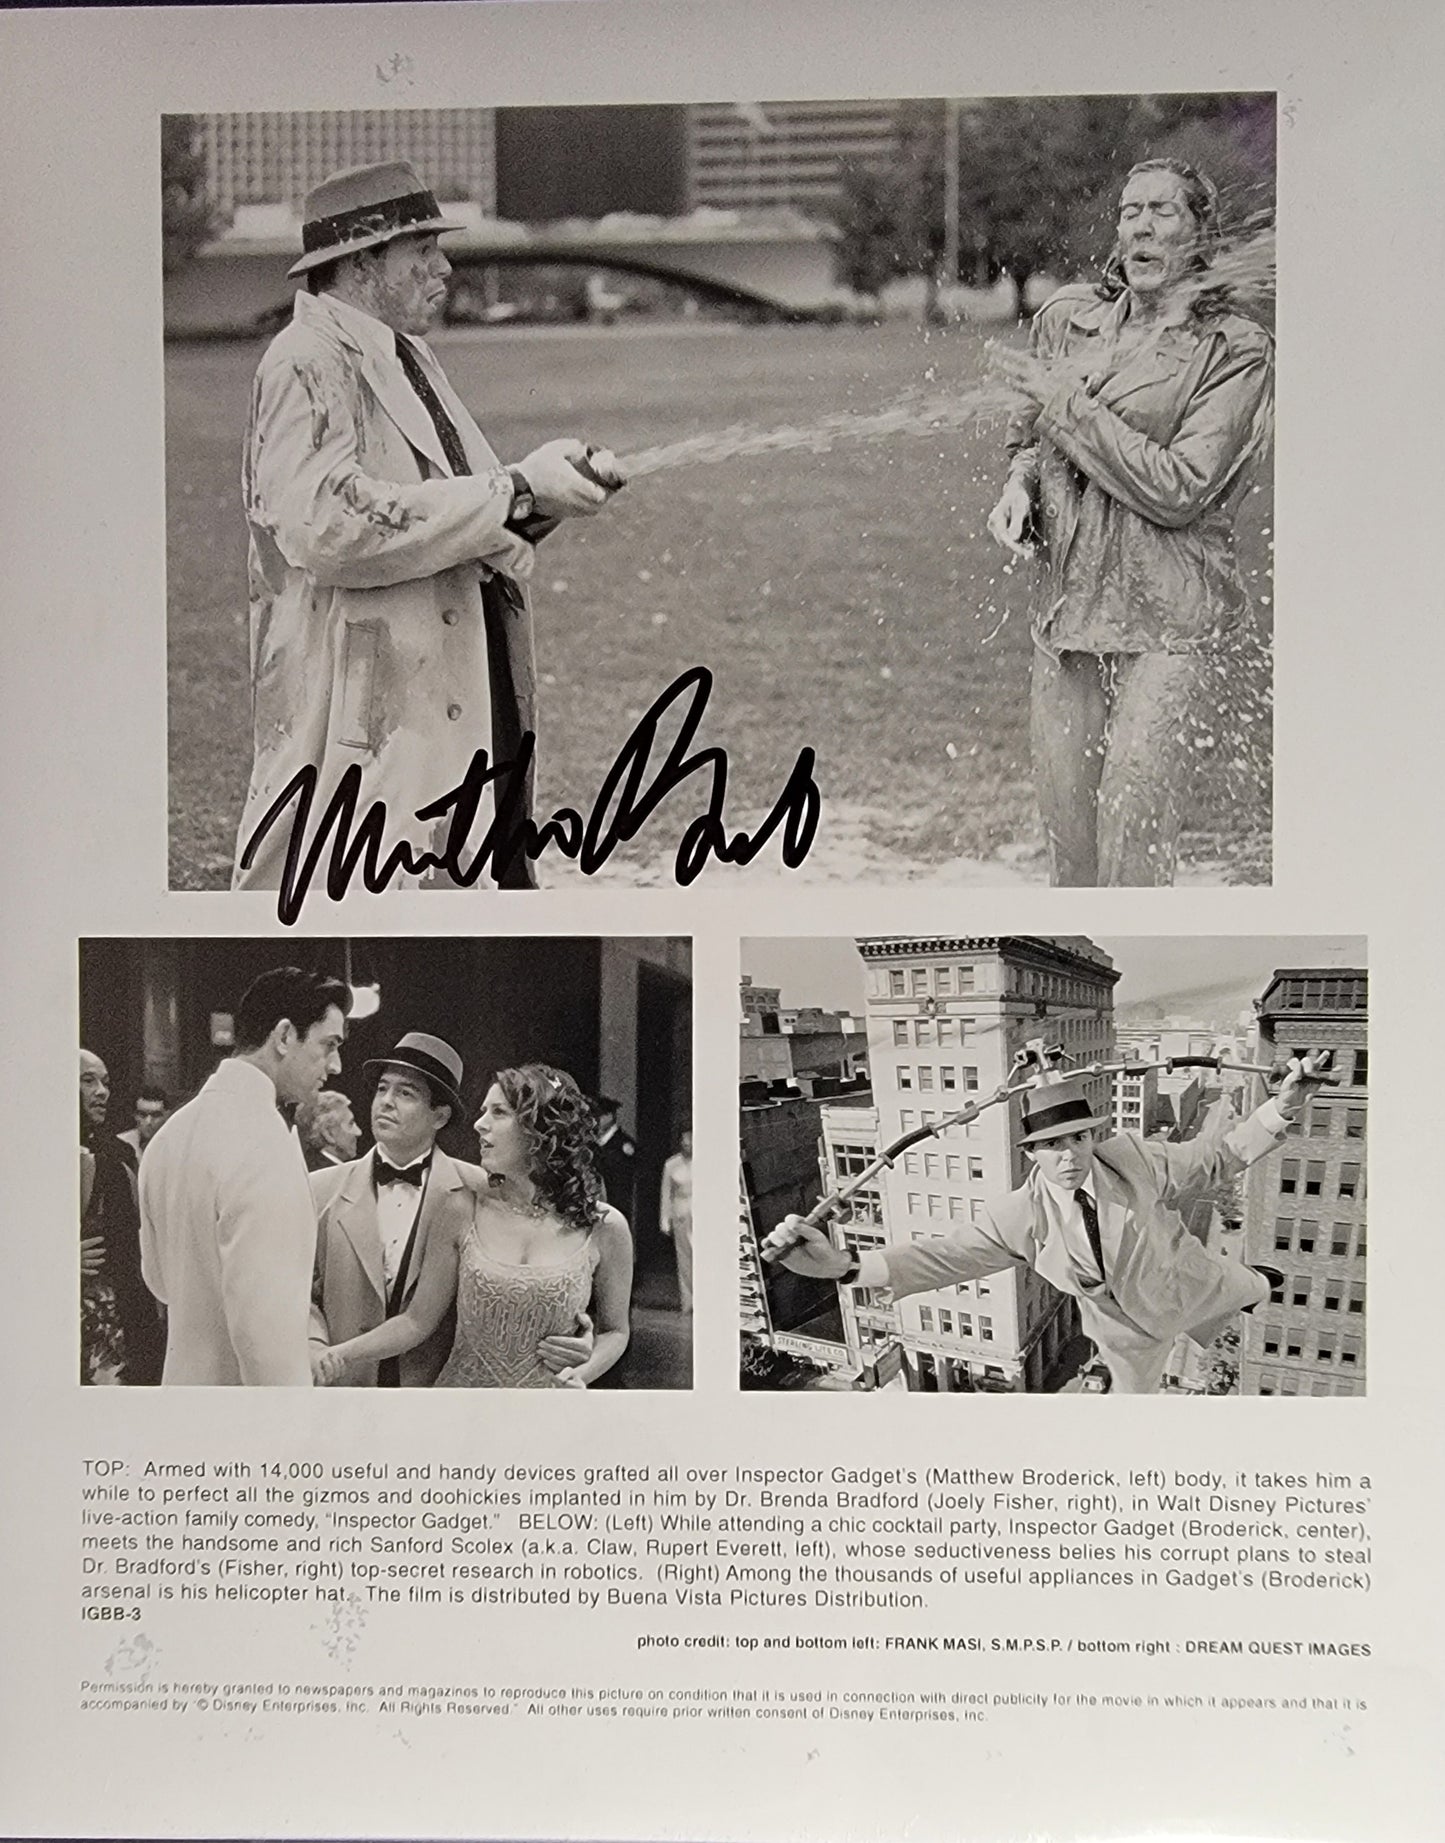 Matthew Brod
STERLING LITE CO.
TOP: Armed with 14,000 useful and handy devices grafted all over Inspector Gadget's (Matthew Broderick, left) body, it takes him a
while to perfect all the gizmos and doohickies implanted in him by Dr. Brenda Bradford (Joely Fisher, right), in Walt Disney Pictures'
live-action family comedy, "Inspector Gadget." BELOW: (Left) While attending a chic cocktail party, Inspector Gadget (Broderick, center),
meets the handsome and rich Sanford Scolex (a.k.a. Claw, Rupert Everett, left), whose seductiveness belies his corrupt plans to steal
Dr. Bradford's (Fisher, right) top-secret research in robotics. (Right) Among the thousands of useful appliances in Gadget's (Broderick)
arsenal is his helicopter hat. The film is distributed by Buena Vista Pictures Distribution.
IGBB-3
photo credit: top and bottom left: FRANK MASI, S.M.P.S.P. / bottom right : DREAM QUEST IMAGES
Permission is hereby granted to newspapers and magazines to reproduce this picture on condition that it is used in connection with direct publicity for the movie in which it appears and that it is
accompanied by "© Disney Enterprises, Inc. All Rights Reserved." All other uses require prior written consent of Disney Enterprises, Inc.